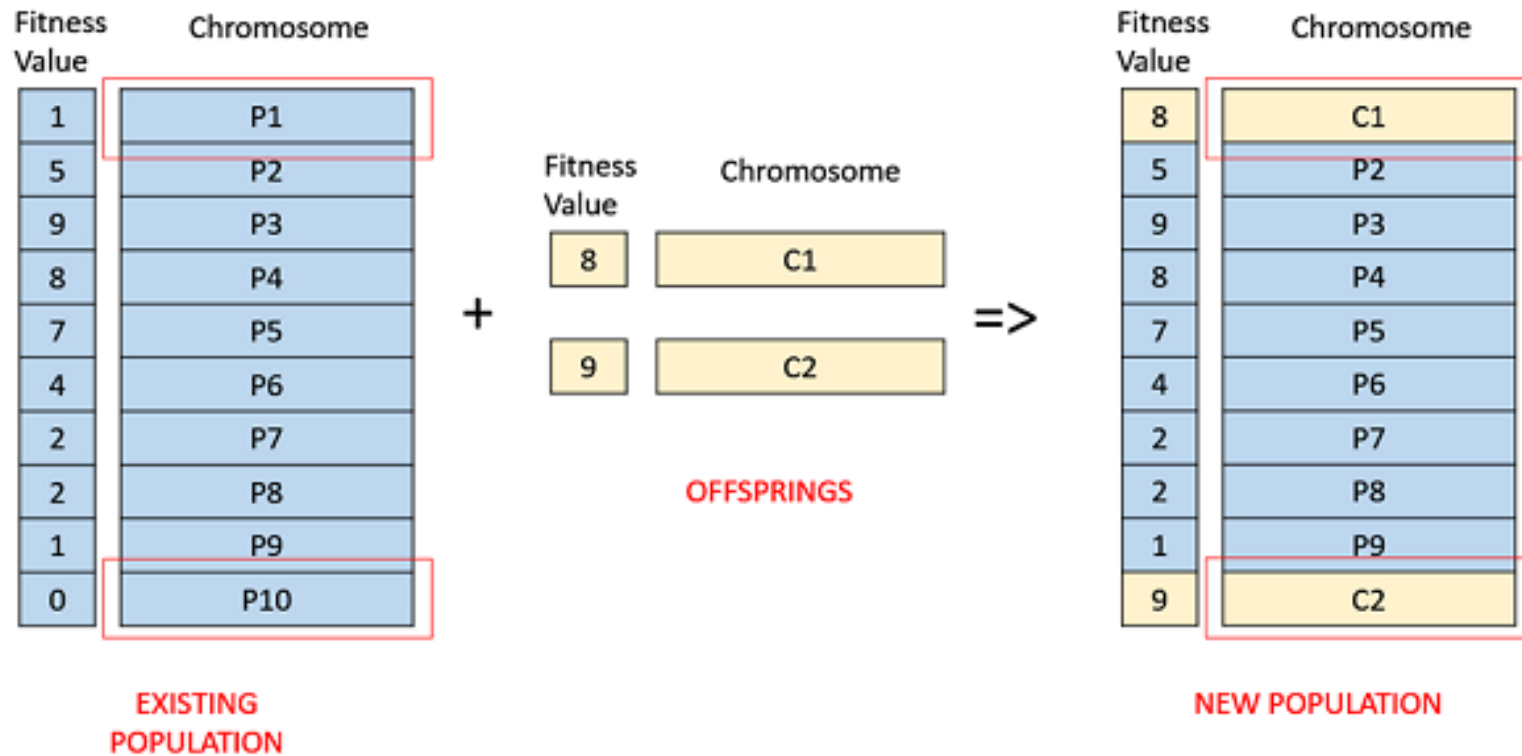 Fitness Value Chromosome
1 P1
5 P2
9 P3
8 P4
7 P5
4 P6
2 P7
2 P8
1 P9
0 P10
EXISTING
POPULATION
+
Fitness Value Chromosome
8 C1
9 C2
OFFSPRINGS
=>
Fitness Value Chromosome
8 C1
5 P2
9 P3
8 P4
7 P5
4 P6
2 P7
2 P8
1 P9
9 C2
NEW POPULATION